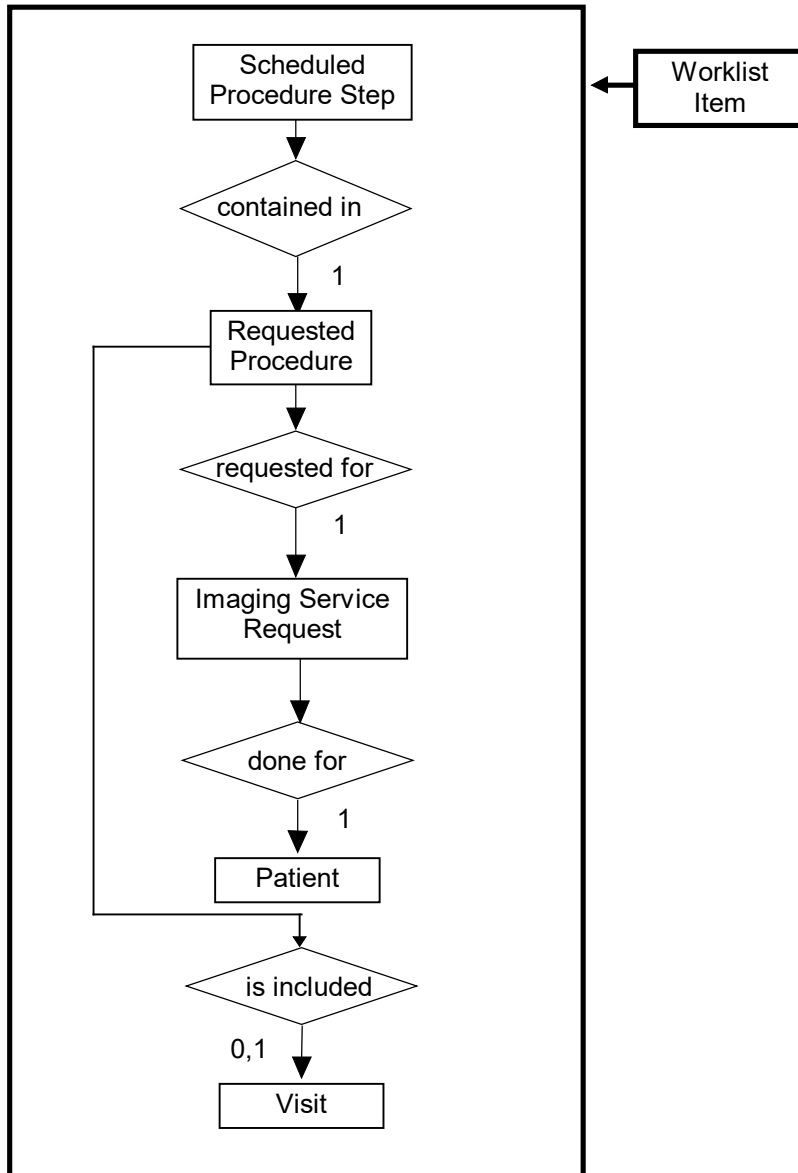 Scheduled
Procedure Step
Worklist
Item
contained in
1
Requested
Procedure
requested for
1
Imaging Service
Request
done for
1
Patient
is included
0,1
Visit